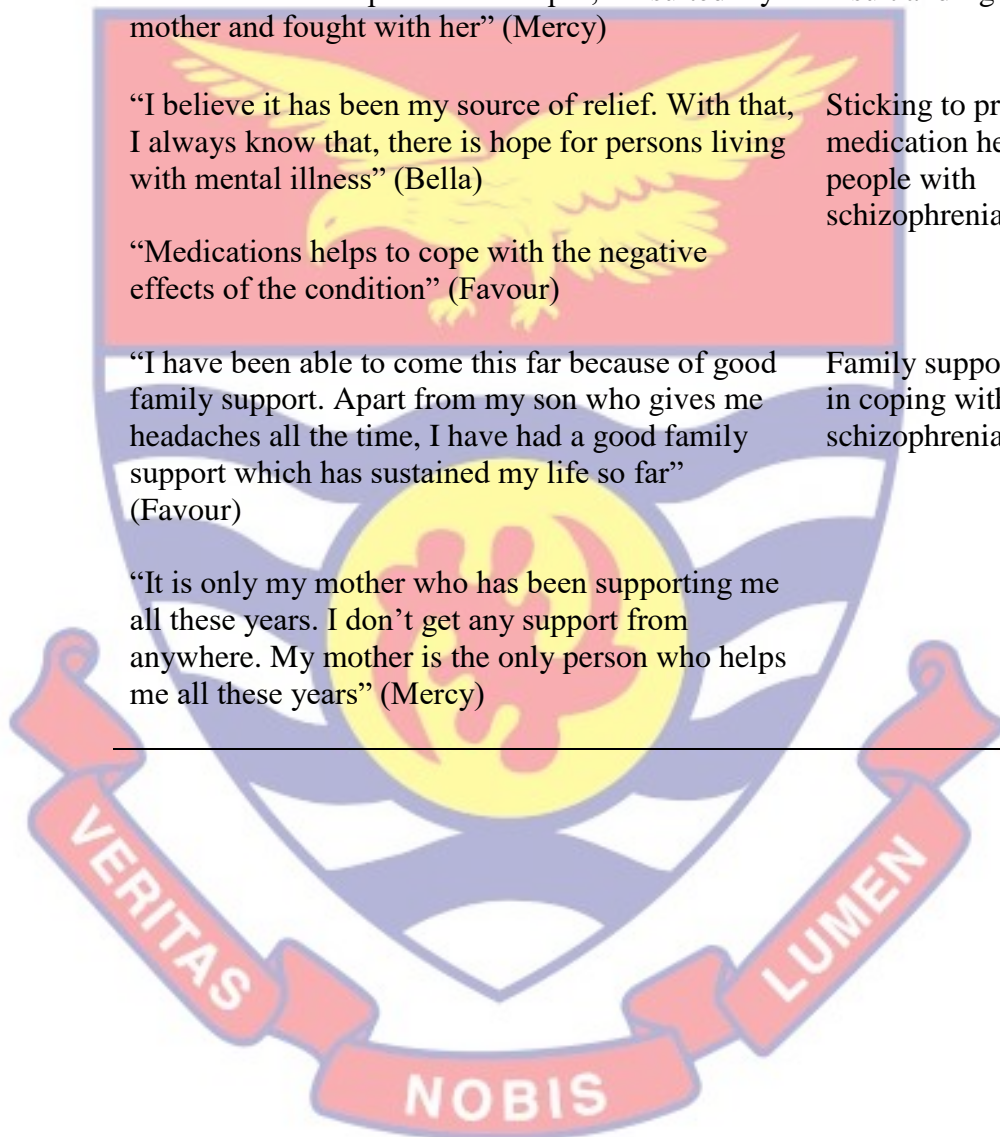 mother and fought with her” (Mercy)
“I believe it has been my source of relief. With that,
I always know that, there is hope for persons living
with mental illness” (Bella)
“Medications helps to cope with the negative
effects of the condition” (Favour)
Sticking to
medication
people with
schizophrenia
“I have been able to come this far because of good
family support. Apart from my son who gives me
headaches all the time, I have had a good family
support which has sustained my life so far”
(Favour)
“It is only my mother who has been supporting me
all these years. I don’t get any support from
anywhere. My mother is the only person who helps
me all these years” (Mercy)
Family
in coping
schizophrenia
VERITAS
NOBIS
LUMEN